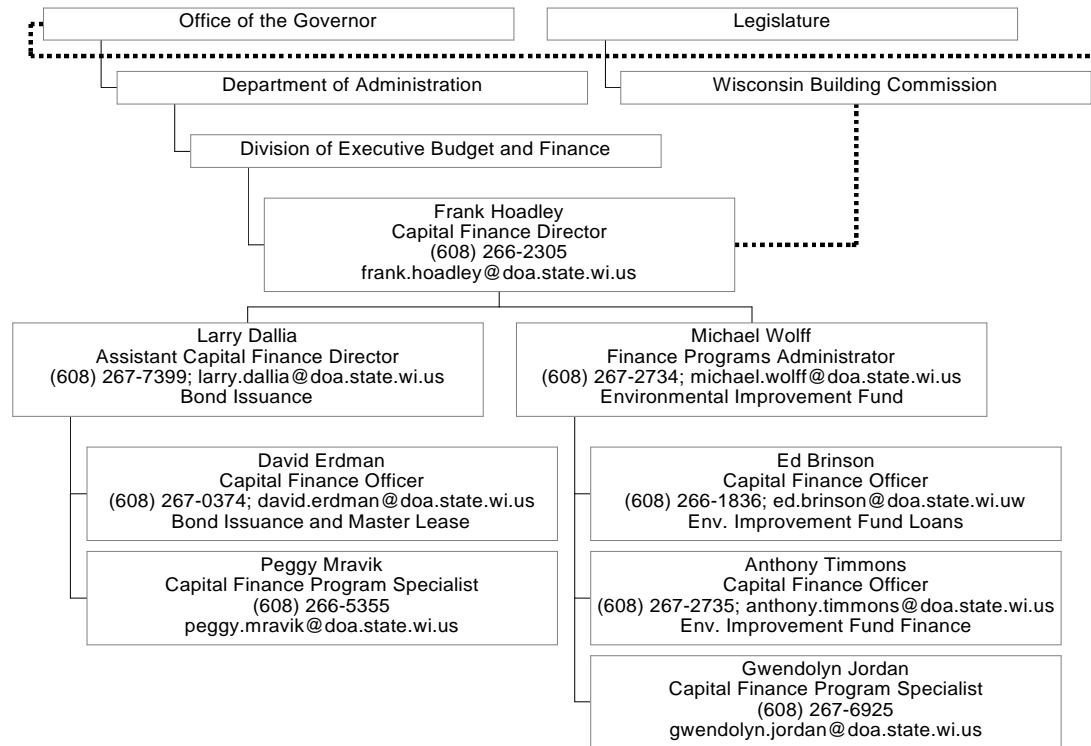 Office of the Governor
Legislature
Department of Administration
Wisconsin Building Commission
Division of Executive Budget and Finance
Frank Hoadley
Capital Finance Director
(608) 266-2305
frank.hoadley@doa.state.wi.us
Larry Dallia
Assistant Capital Finance Director
(608) 267-7399; larry.dallia@doa.state.wi.us
Bond Issuance
Michael Wolff
Finance Programs Administrator
(608) 267-2734; michael.wolff@doa.state.wi.us
Environmental Improvement Fund
David Erdman
Capital Finance Officer
(608) 267-0374; david.erdman@doa.state.wi.us
Bond Issuance and Master Lease
Peggy Mravik
Capital Finance Program Specialist
(608) 266-5355
peggy.mravik@doa.state.wi.us
Ed Brinson
Capital Finance Officer
(608) 266-1836; ed.brinson@doa.state.wi.uw
Env. Improvement Fund Loans
Anthony Timmons
Capital Finance Officer
(608) 267-2735; anthony.timmons@doa.state.wi.us
Env. Improvement Fund Finance
Gwendolyn Jordan
Capital Finance Program Specialist
(608) 267-6925
gwendolyn.jordan@doa.state.wi.us